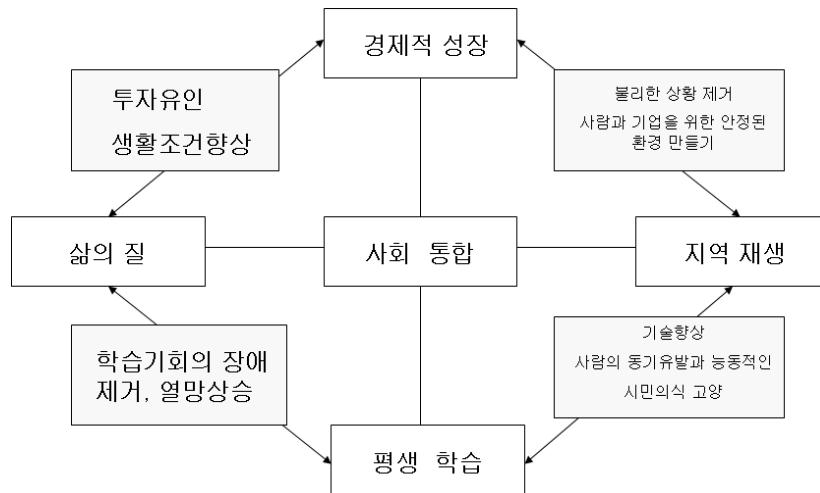 경제적 성장
투자유인
생활조건향상
불리한 상황 제거
사람과 기업을 위한 안정된
환경 만들기
삶의 질
사회 통합
지역 재생
학습기회의 장애
제거, 열망상승
기술향상
사람의 동기유발과 능동적인
시민의식 고양
평생 학습